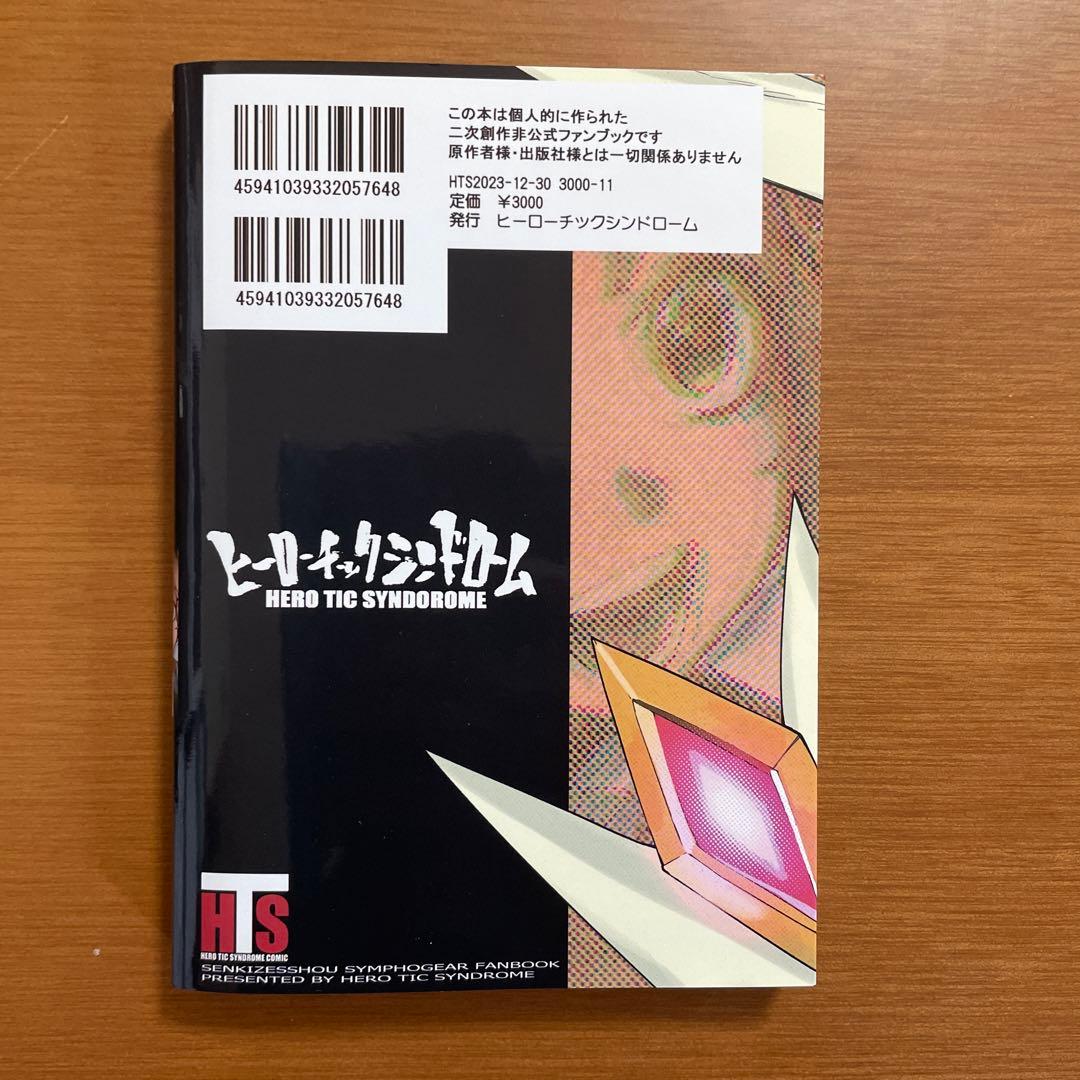 45941039332057648
45941039332057648
この本は個人的に作られた
二次創作非公式ファンブックです
原作者様・出版社様とは一切関係ありません
HTS2023-12-30 3000-11
定価 ¥3000
発行 ヒーローチックシンドローム
ヒーローチックシンドローム
HERO TIC SYNDOROME
HTS
HERO TIC SYNDROME COMIC
SENKIZESSHOU SYMPHOGEAR FANBOOK
PRESENTED BY HERO TIC SYNDROME